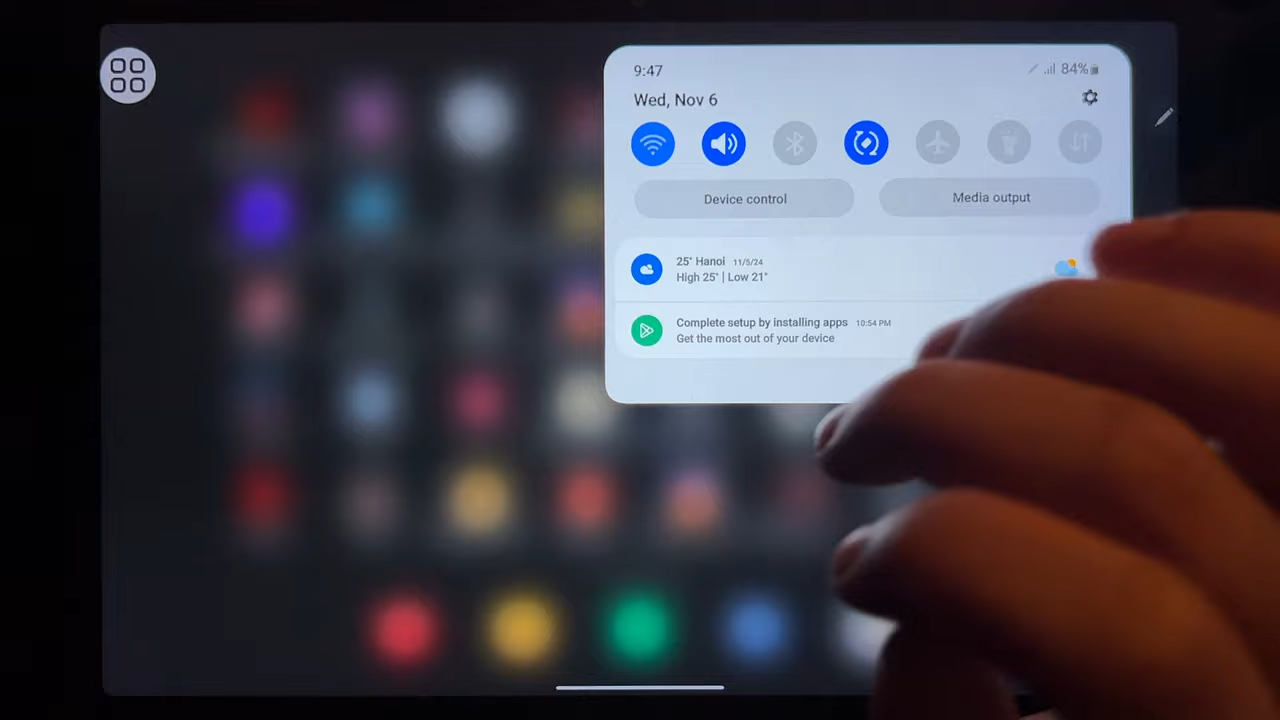 9:47
84%
Wed, Nov 6
Device control
Media output
25° Hanoi 11/5/24
High 25° | Low 21°
Complete setup by installing apps 10:54 PM
Get the most out of your device